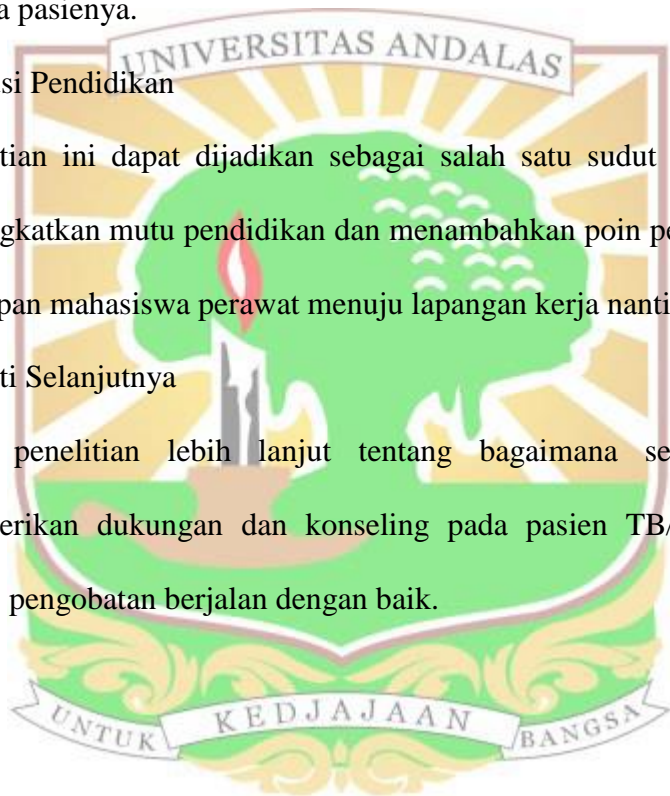 a pasienya.
UNIVERSITAS ANDALAS
si Pendidikan
tian ini dapat dijadikan sebagai salah satu sudut
gkatkan mutu pendidikan dan menambahkan poin pe
pan mahasiswa perawat menuju lapangan kerja nanti
ti Selanjutnya
penelitian lebih lanjut tentang bagaimana se
erikan dukungan dan konseling pada pasien TB/
pengobatan berjalan dengan baik.
UNTUK KEDJAJAAN BANGSA